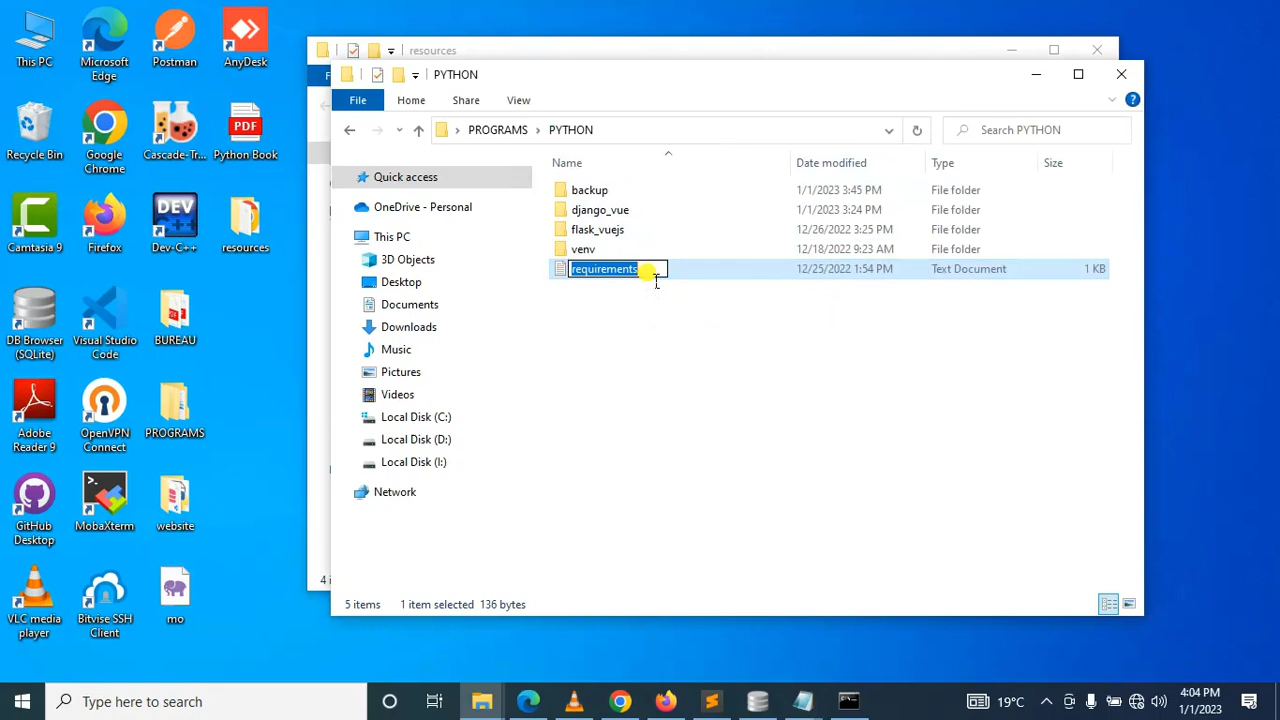 This PC
Microsoft
Edge
Postman
AnyDesk
Recycle Bin
Google
Chrome
Cascade-Tr...
PDF
Python Book
Camtasia 9
Firefox
DEV
Dev-C++
resources
DB Browser
(SQLite)
Visual Studio
Code
BUREAU
Adobe
Reader 9
OpenVPN
Connect
PROGRAMS
GitHub
Desktop
MobaXterm
website
VLC media
player
Bitvise SSH
Client
mo
resources
F
4 i
PYTHON
File
Home
Share
View
PROGRAMS
PYTHON
Search PYTHON
Quick access
OneDrive - Personal
This PC
3D Objects
Desktop
Documents
Downloads
Music
Pictures
Videos
Local Disk (C:)
Local Disk (D:)
Local Disk (I:)
Network
Name
Date modified
Type
Size
backup
1/1/2023 3:45 PM
File folder
django_vue
1/1/2023 3:24 PM
File folder
flask_vuejs
12/26/2022 3:25 PM
File folder
venv
12/18/2022 9:23 AM
File folder
requirements
12/25/2022 1:54 PM
Text Document
1 KB
5 items
1 item selected
136 bytes
Type here to search
19°C
4:04 PM
1/1/2023